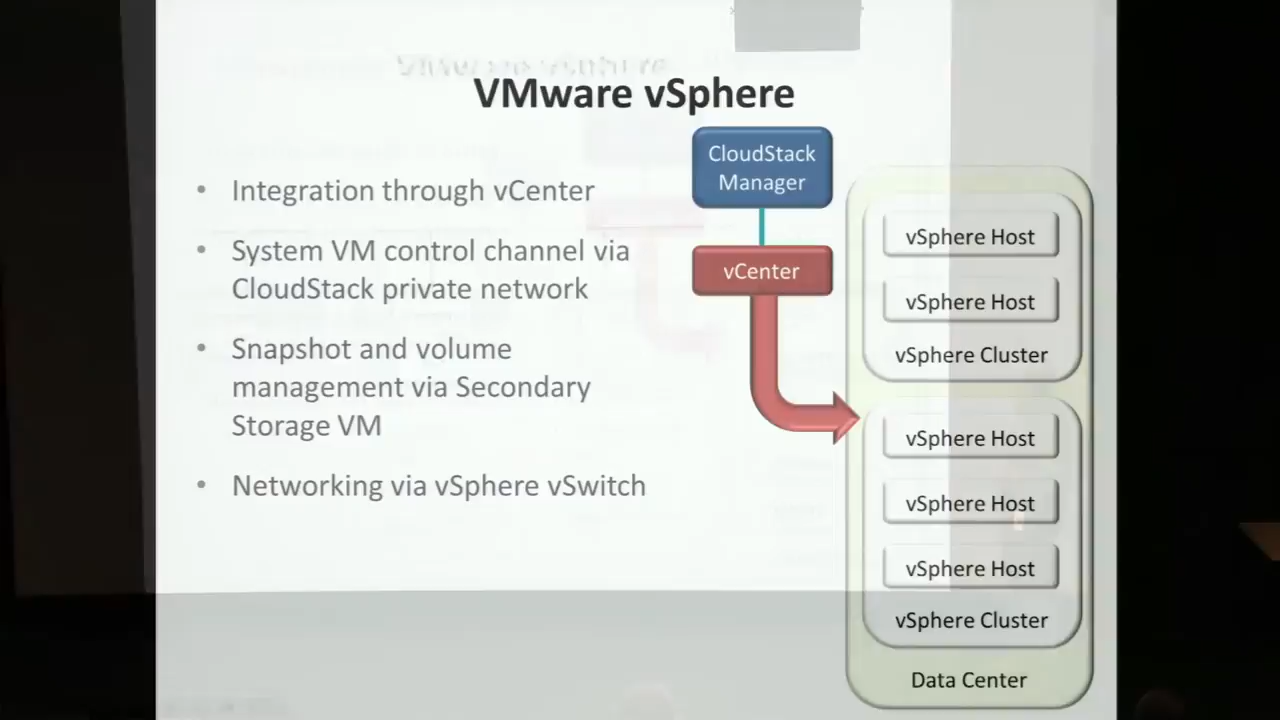 VMware vSphere
• Integration through vCenter
• System VM control channel via
CloudStack private network
• Snapshot and volume
management via Secondary
Storage VM
• Networking via vSphere vSwitch
CloudStack
Manager
vCenter
vSphere Host
vSphere Host
vSphere Cluster
vSphere Host
vSphere Host
vSphere Host
vSphere Cluster
Data Center